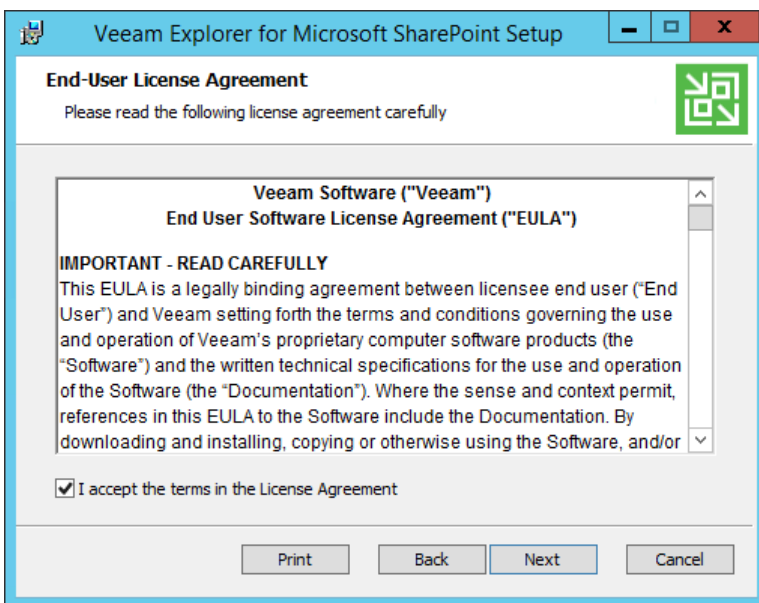 Veeam Explorer for Microsoft SharePoint Setup
End-User License Agreement
Please read the following license agreement carefully
Veeam Software ("Veeam")
End User Software License Agreement ("EULA")
IMPORTANT - READ CAREFULLY
This EULA is a legally binding agreement between licensee end user (“End
User”) and Veeam setting forth the terms and conditions governing the use
and operation of Veeam’s proprietary computer software products (the
“Software”) and the written technical specifications for the use and operation
of the Software (the “Documentation”). Where the sense and context permit,
references in this EULA to the Software include the Documentation. By
downloading and installing, copying or otherwise using the Software, and/or
I accept the terms in the License Agreement
Print Back Next Cancel